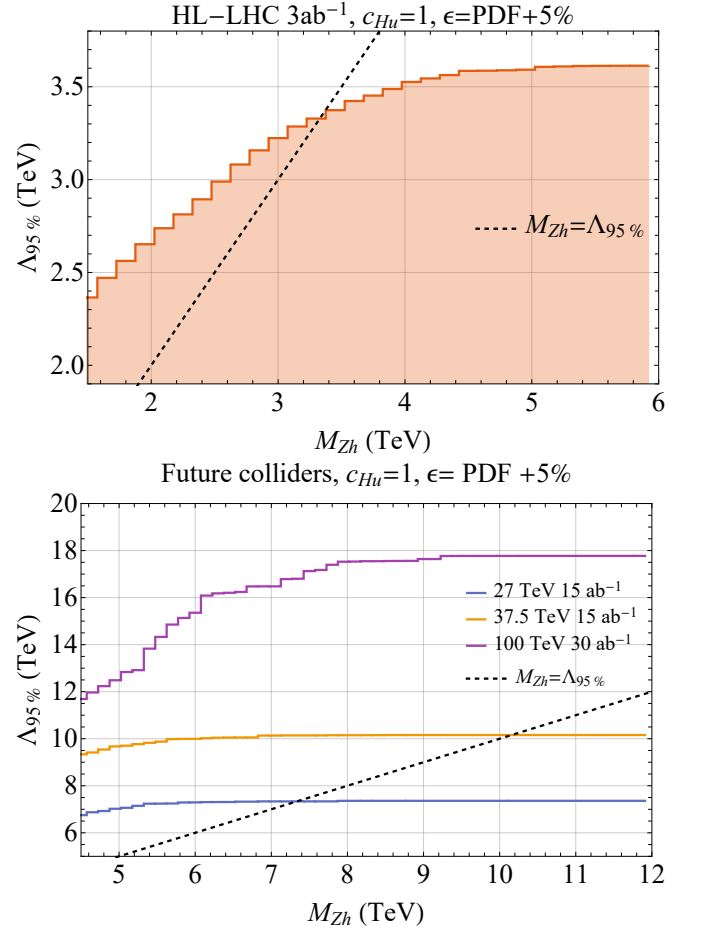 HL−LHC 3ab⁻¹, c_Hu=1, ϵ=PDF+5%
3.5
3.0
2.5
2.0
Λ95% (TeV)
M_Zh=Λ95%
2 3 4 5 6
M_Zh (TeV)
Future colliders, c_Hu=1, ϵ= PDF +5%
20
18
16
14
12
10
8
6
Λ95% (TeV)
27 TeV 15 ab⁻¹
37.5 TeV 15 ab⁻¹
100 TeV 30 ab⁻¹
M_Zh=Λ95%
5 6 7 8 9 10 11 12
M_Zh (TeV)